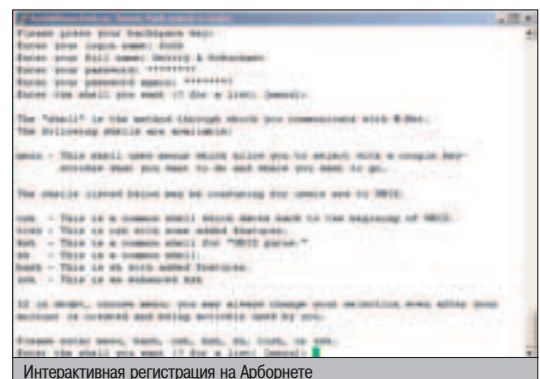 Please press your backspace key:
Enter your login name:
Enter your full name: Dmitry
Enter your password: ********
Enter your password again: ********
Enter the shell you want (? for a list) [menu]:
The "shell" is the method through which you communicate with M-Net.
The following shells are available:
menu - This shell uses menus which allow you to select with a couple key-
strokes what you want to do and where you want to go.
The shells listed below may be confusing for users new to UNIX.
csh - This is a common shell which dates back to the beginning of UNIX.
tcsh - This is csh with some added features.
ksh - This is a common shell for "UNIX gurus."
sh - This is a common shell.
bash - This is sh with added features.
- This is an enhanced ksh
If in doubt, choose menu; you may always change your selection even after your
account is created and being actively used by you.
Please enter menu, bash, csh, ksh, sh, tcsh, or
Enter the shell you want (? for a list) [menu]:
Интерактивная регистрация на Арборнете